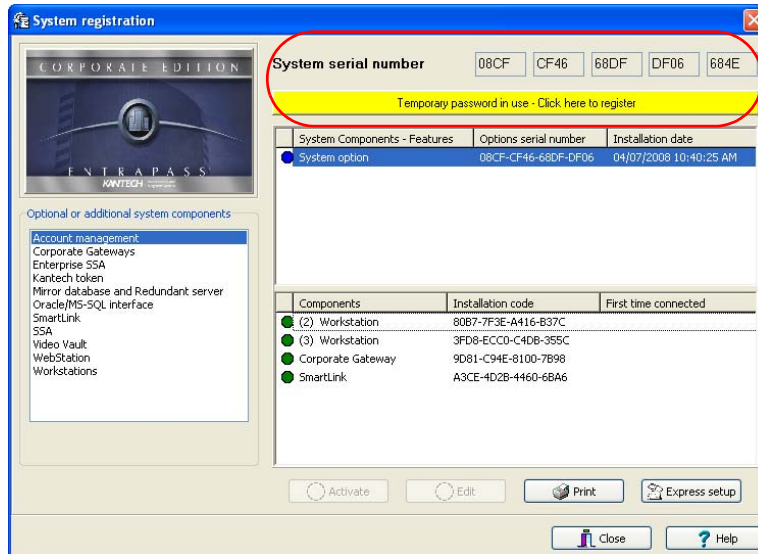 System registration
CORPORATE EDITION
ENTRAPASS
KANTECH
System serial number 08CF CF46 68DF DF06 684E
Temporary password in use - Click here to register
System Components - Features Options serial number Installation date
System option 08CF-CF46-68DF-DF06 04/07/2008 10:40:25 AM
Optional or additional system components
Account management
Corporate Gateways
Enterprise SSA
Kantech token
Mirror database and Redundant server
Oracle/MS-SQL interface
SmartLink
SSA
Video Vault
WebStation
Workstations
Components Installation code First time connected
(2) Workstation 80B7-7F3E-A416-B37C
(3) Workstation 3FD8-ECC0-C4DB-355C
Corporate Gateway 9D81-C94E-8100-7B98
SmartLink A3CE-4D2B-4460-6BA6
Activate Edit Print Express setup
Close Help